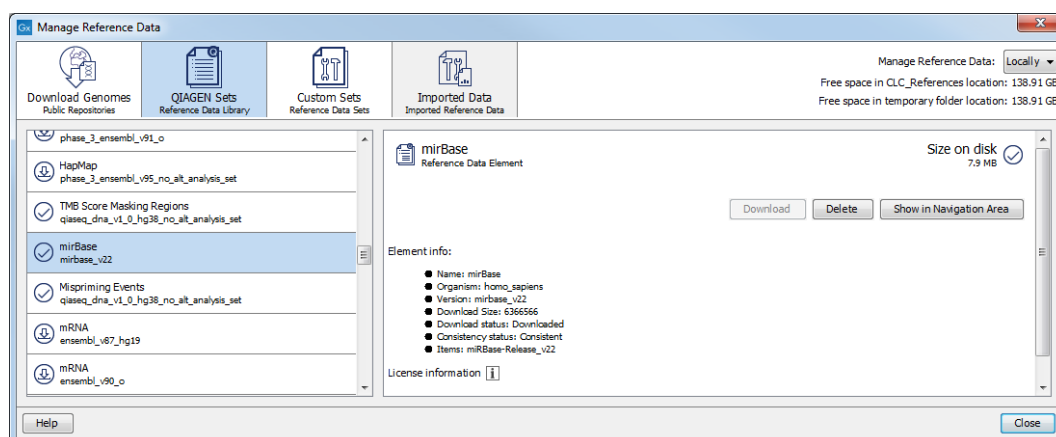 Gx Manage Reference Data
Download Genomes
Public Repositories
QIAGEN Sets
Reference Data Library
Custom Sets
Reference Data Sets
Imported Data
Imported Reference Data
Manage Reference Data: Locally
Free space in CLC_References location: 138.91 GB
Free space in temporary folder location: 138.91 GB
phase_3_ensembl_v91_o
HapMap
phase_3_ensembl_v95_no_alt_analysis_set
TMB Score Masking Regions
qiaseq_dna_v1_0_hg38_no_alt_analysis_set
mirBase
mirbase_v22
Mispriming Events
qiaseq_dna_v1_0_hg38_no_alt_analysis_set
mRNA
ensembl_v87_hg19
mRNA
ensembl_v90_o
mirBase
Reference Data Element
Size on disk
7.9 MB
Download Delete Show in Navigation Area
Element info:
Name: mirBase
Organism: homo_sapiens
Version: mirbase_v22
Download Size: 6366566
Download status: Downloaded
Consistency status: Consistent
Items: miRBase-Release_v22
License information i
Help
Close